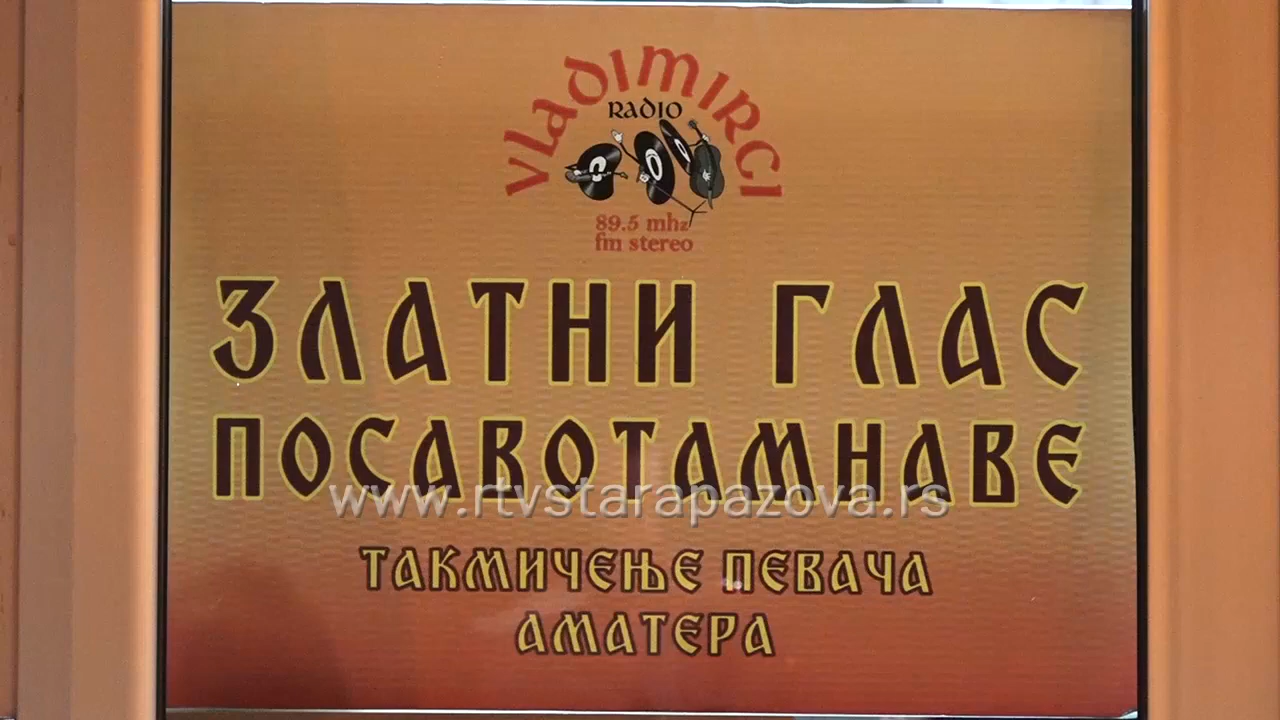 VLADIMIRCI
RADIO
89.5 mhz
fm stereo
ЗЛАТНИ ГЛАС
ПОСАВОТАМНАВЕ
www.rtvstarapazova.rs
ТАКМИЧЕЊЕ ПЕВАЧА
АМАТЕРА